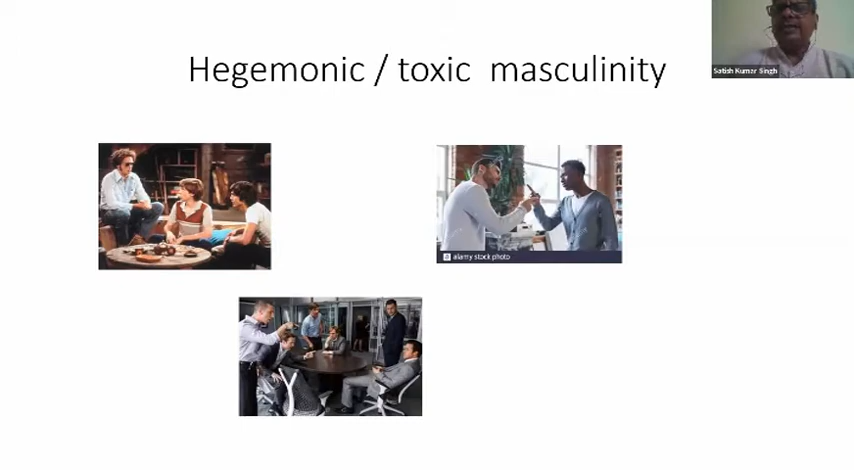 Hegemonic / toxic masculinity
Satish Kumar Singh
a alamy stock photo